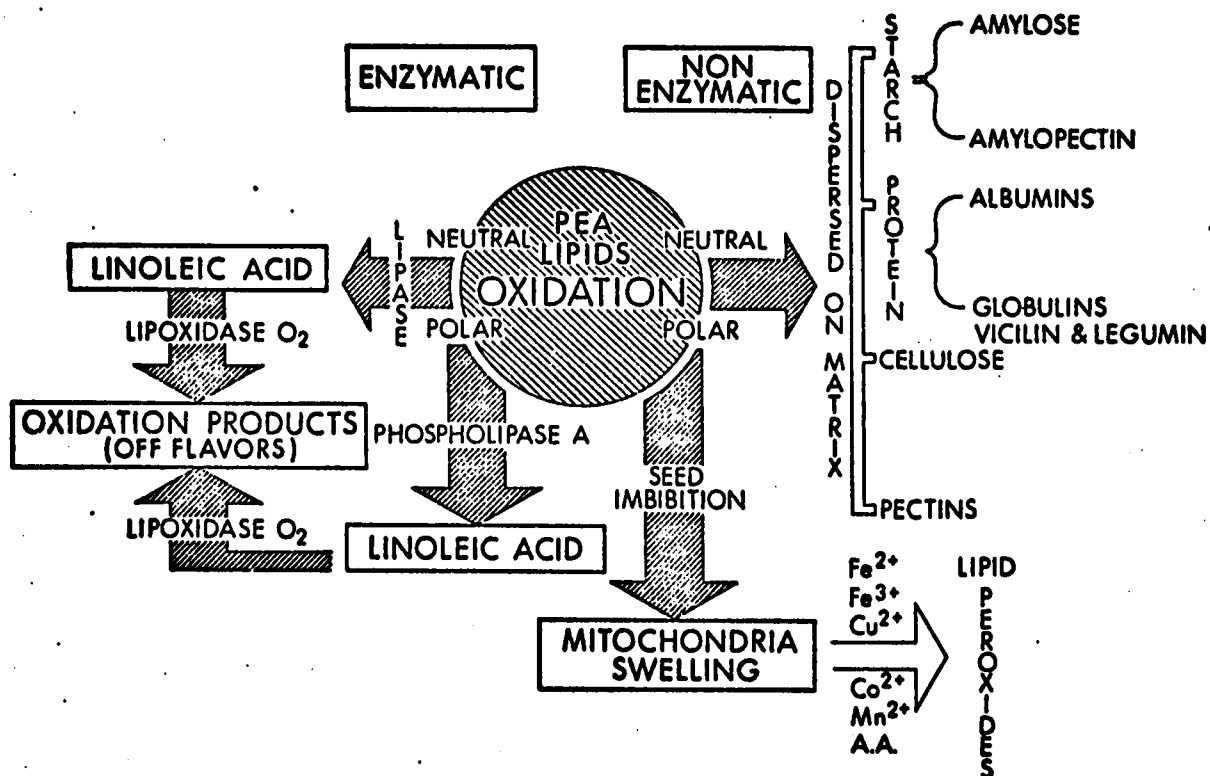 ENZYMATIC
NON
ENZYMATIC
PEA
LIPIDS
OXIDATION
NEUTRAL
NEUTRAL
POLAR
POLAR
LIPASE
LINOLEIC ACID
LIPOXIDASE O₂
OXIDATION PRODUCTS
(OFF FLAVORS)
LIPOXIDASE O₂
PHOSPHOLIPASE A
LINOLEIC ACID
SEED
IMBIBITION
MITOCHONDRIA
SWELLING
DISPERSED ON MATRIX
STARCH
AMYLOSE
AMYLOPECTIN
PROTEIN
ALBUMINS
GLOBULINS
VICILIN & LEGUMIN
CELLULOSE
PECTINS
Fe²⁺
Fe³⁺
Cu²⁺
Co²⁺
Mn²⁺
A.A.
LIPID
PEROXIDES